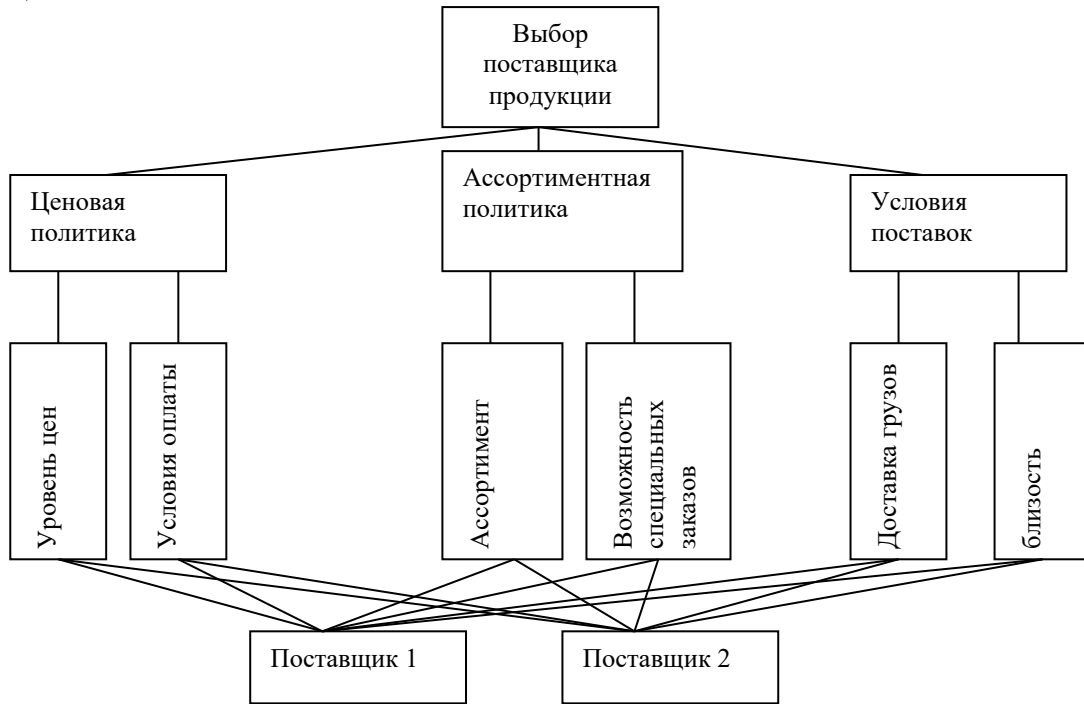 Выбор
поставщика
продукции
Ценовая
политика
Ассортиментная
политика
Условия
поставок
Уровень цен
Условия оплаты
Ассортимент
Возможность
специальных
заказов
Доставка грузов
близость
Поставщик 1
Поставщик 2